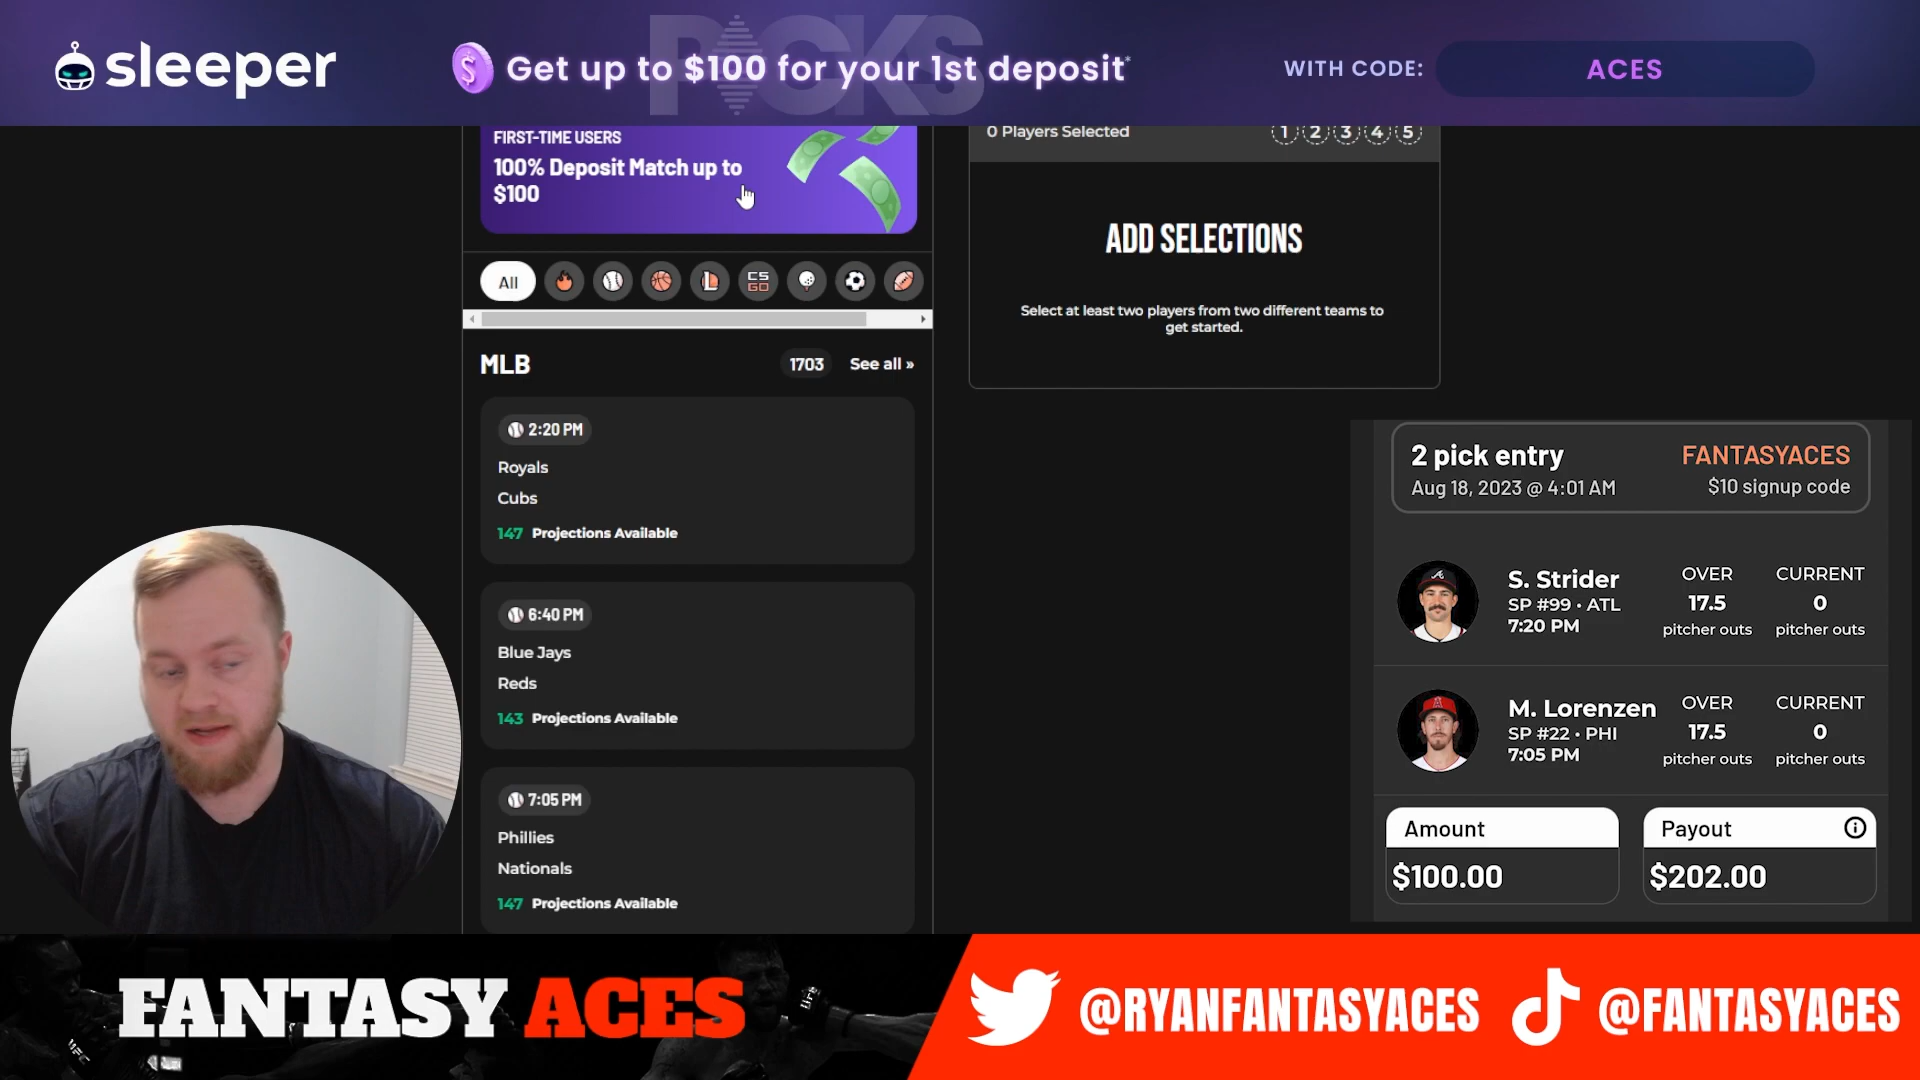 sleeper
PICKS
Get up to $100 for your 1st deposit*
WITH CODE:
ACES
FIRST-TIME USERS
100% Deposit Match up to
$100
0 Players Selected
1 2 3 4 5
ADD SELECTIONS
Select at least two players from two different teams to
get started.
All
CS
GO
MLB
1703
See all »
2:20 PM
Royals
Cubs
147 Projections Available
6:40 PM
Blue Jays
Reds
143 Projections Available
7:05 PM
Phillies
Nationals
147 Projections Available
2 pick entry
FANTASYACES
Aug 18, 2023 @ 4:01 AM
$10 signup code
S. Strider
SP #99 • ATL
7:20 PM
OVER
17.5
pitcher outs
CURRENT
0
pitcher outs
M. Lorenzen
SP #22 • PHI
7:05 PM
OVER
17.5
pitcher outs
CURRENT
0
pitcher outs
Amount
$100.00
Payout
$202.00
FANTASY ACES
UFC
UFC
@RYANFANTASYACES
@FANTASYACES